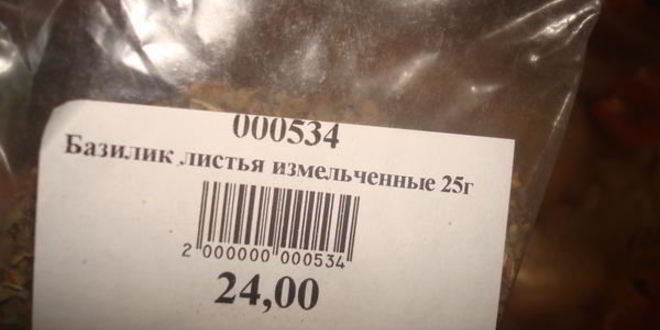 000534
Базилик листья измельченные 25г
2 000000 000534
24,00